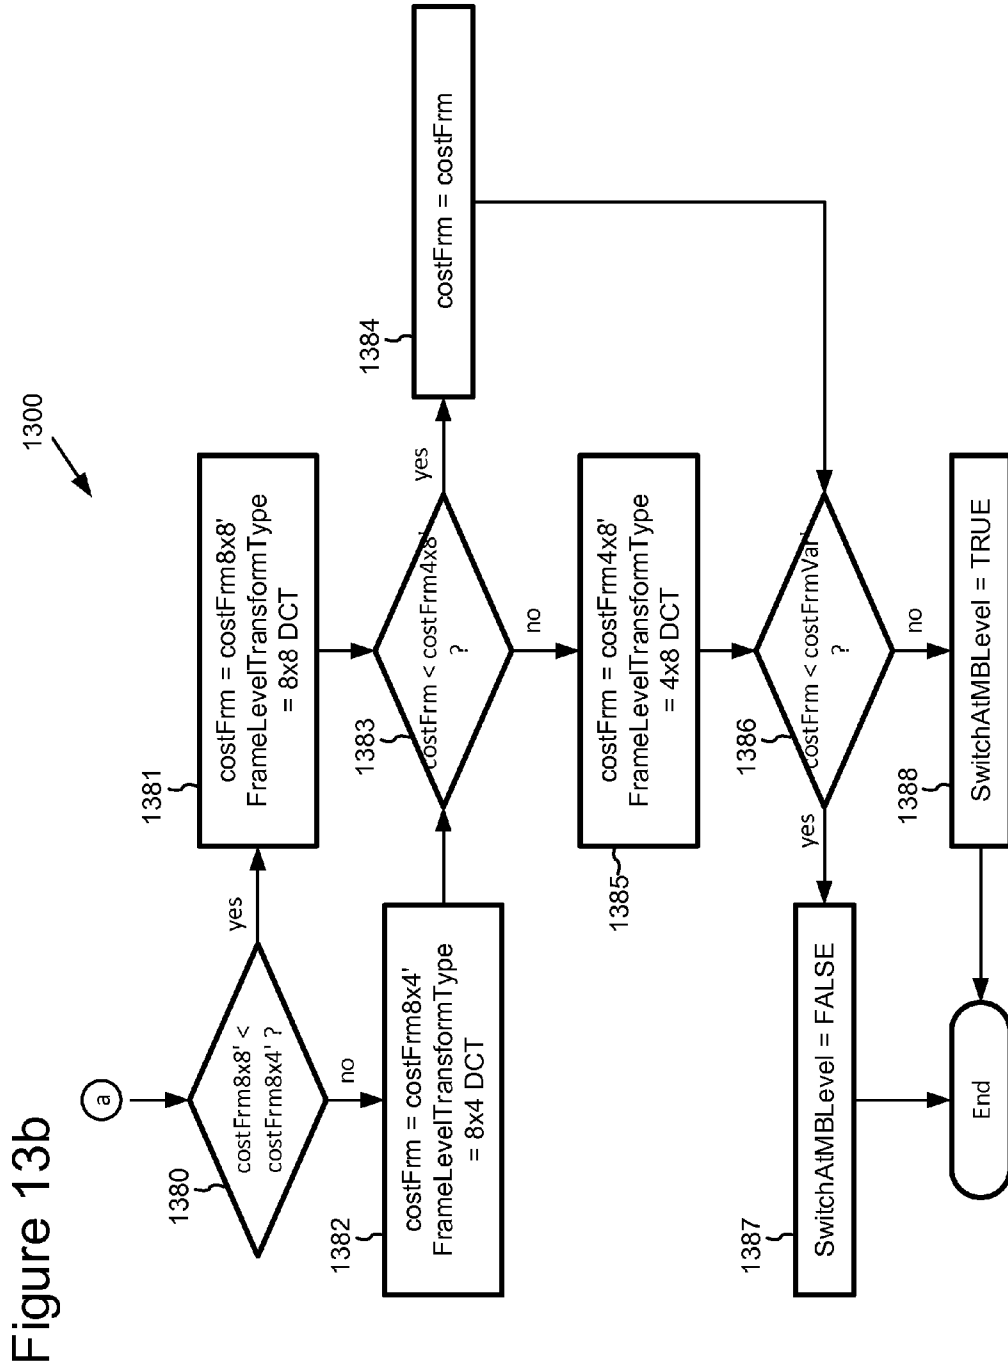 Figure 13b
1300
a
1380
costFrm8x8' <
costFrm8x4' ?
yes
no
1381
costFrm = costFrm8x8'
FrameLevelTransformType
= 8x8 DCT
1382
costFrm = costFrm8x4'
FrameLevelTransformType
= 8x4 DCT
1383
costFrm < costFrm4x8'
?
yes
no
1384
costFrm = costFrm
1385
costFrm = costFrm4x8'
FrameLevelTransformType
= 4x8 DCT
1386
costFrm < costFrmVar'
?
yes
no
1387
SwitchAtMBLevel = FALSE
1388
SwitchAtMBLevel = TRUE
End